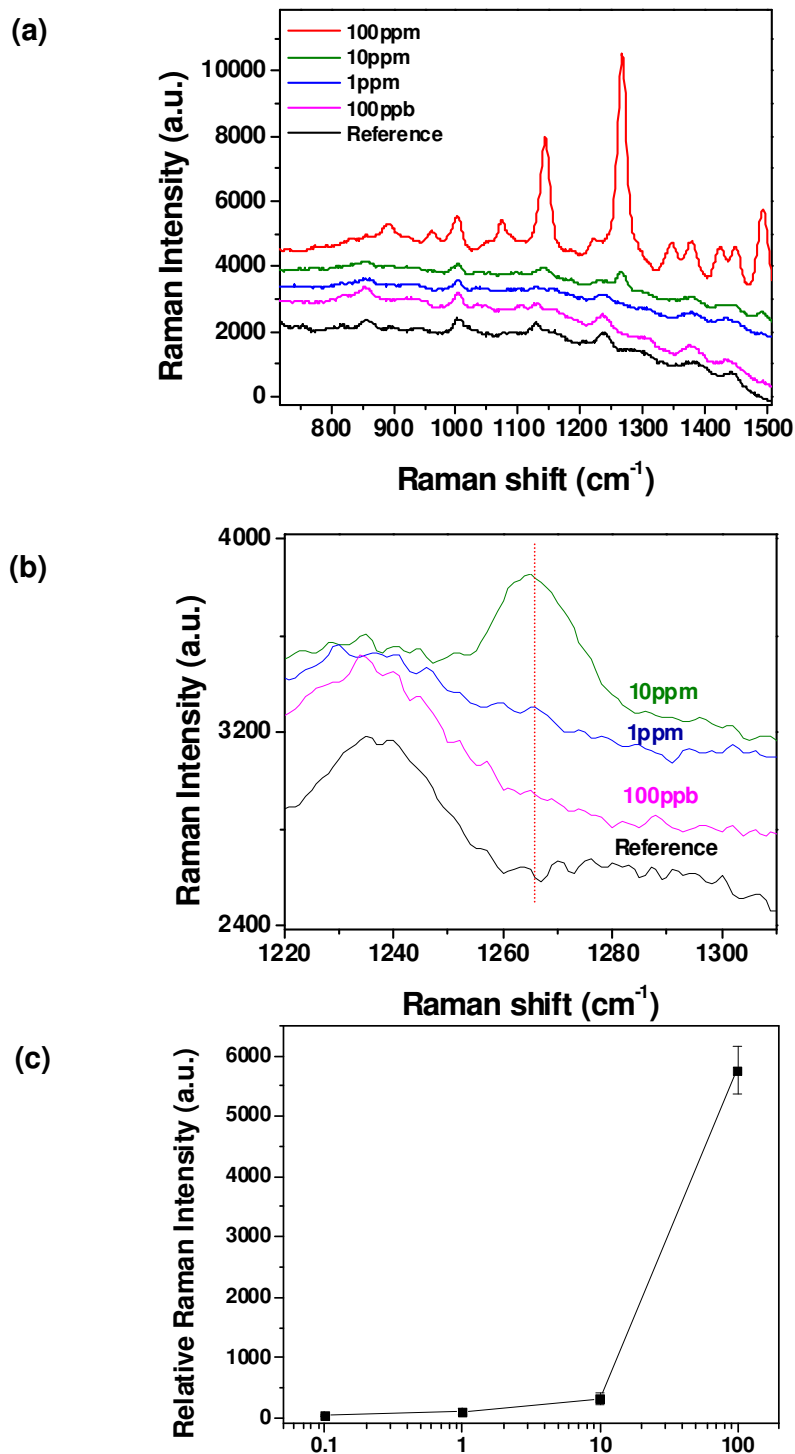 (a)
100ppm
10ppm
1ppm
100ppb
Reference
Raman Intensity (a.u.)
10000
8000
6000
4000
2000
0
800 900 1000 1100 1200 1300 1400 1500
Raman shift (cm-1)
(b)
Raman Intensity (a.u.)
4000
3200
2400
10ppm
1ppm
100ppb
Reference
1220 1240 1260 1280 1300
Raman shift (cm-1)
(c)
Relative Raman Intensity (a.u.)
6000
5000
4000
3000
2000
1000
0
0.1 1 10 100